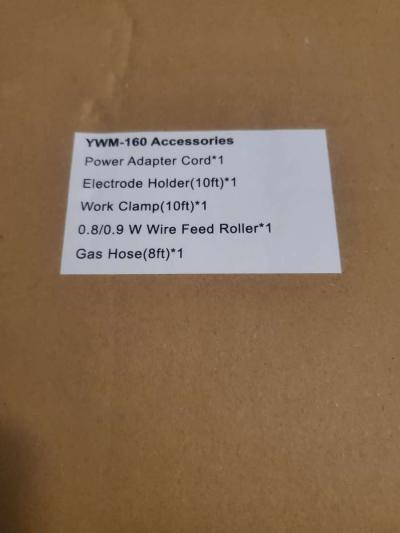 YWM-160 Accessories
Power Adapter Cord*1
Electrode Holder(10ft)*1
Work Clamp(10ft)*1
0.8/0.9 W Wire Feed Roller*1
Gas Hose(8ft)*1